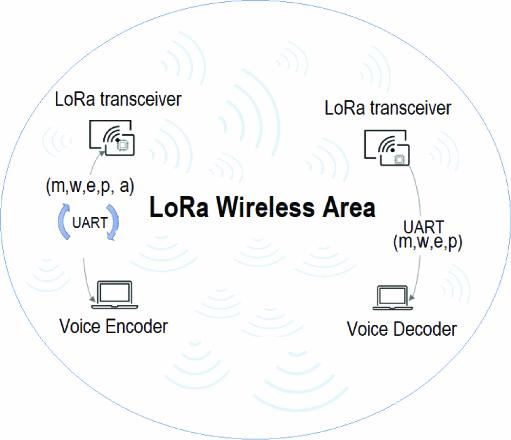 LoRa transceiver
LoRa transceiver
(m,w,e,p, a)
UART
LoRa Wireless Area
UART
(m,w,e,p)
Voice Encoder
Voice Decoder